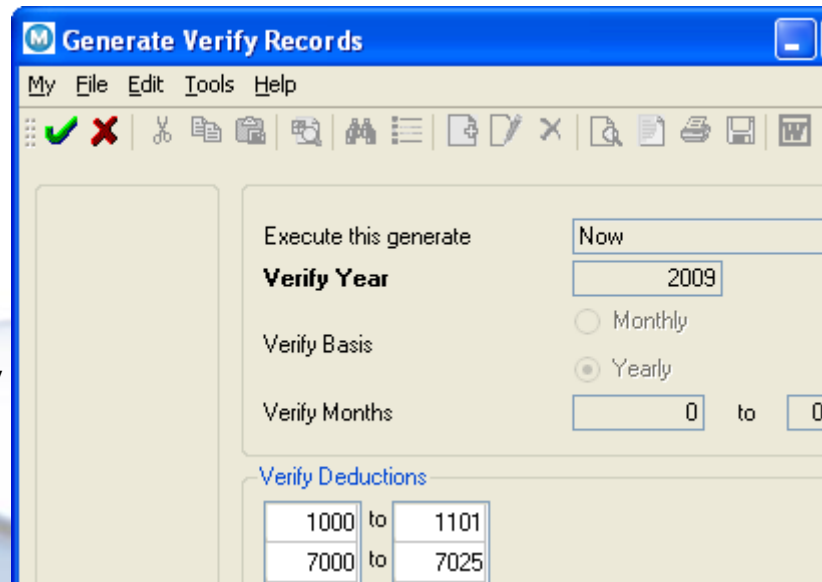 Generate Verify Records
My File Edit Tools Help
Execute this generate Now
Verify Year 2009
Monthly
Verify Basis
Yearly
Verify Months 0 to 0
Verify Deductions
1000 to 1101
7000 to 7025